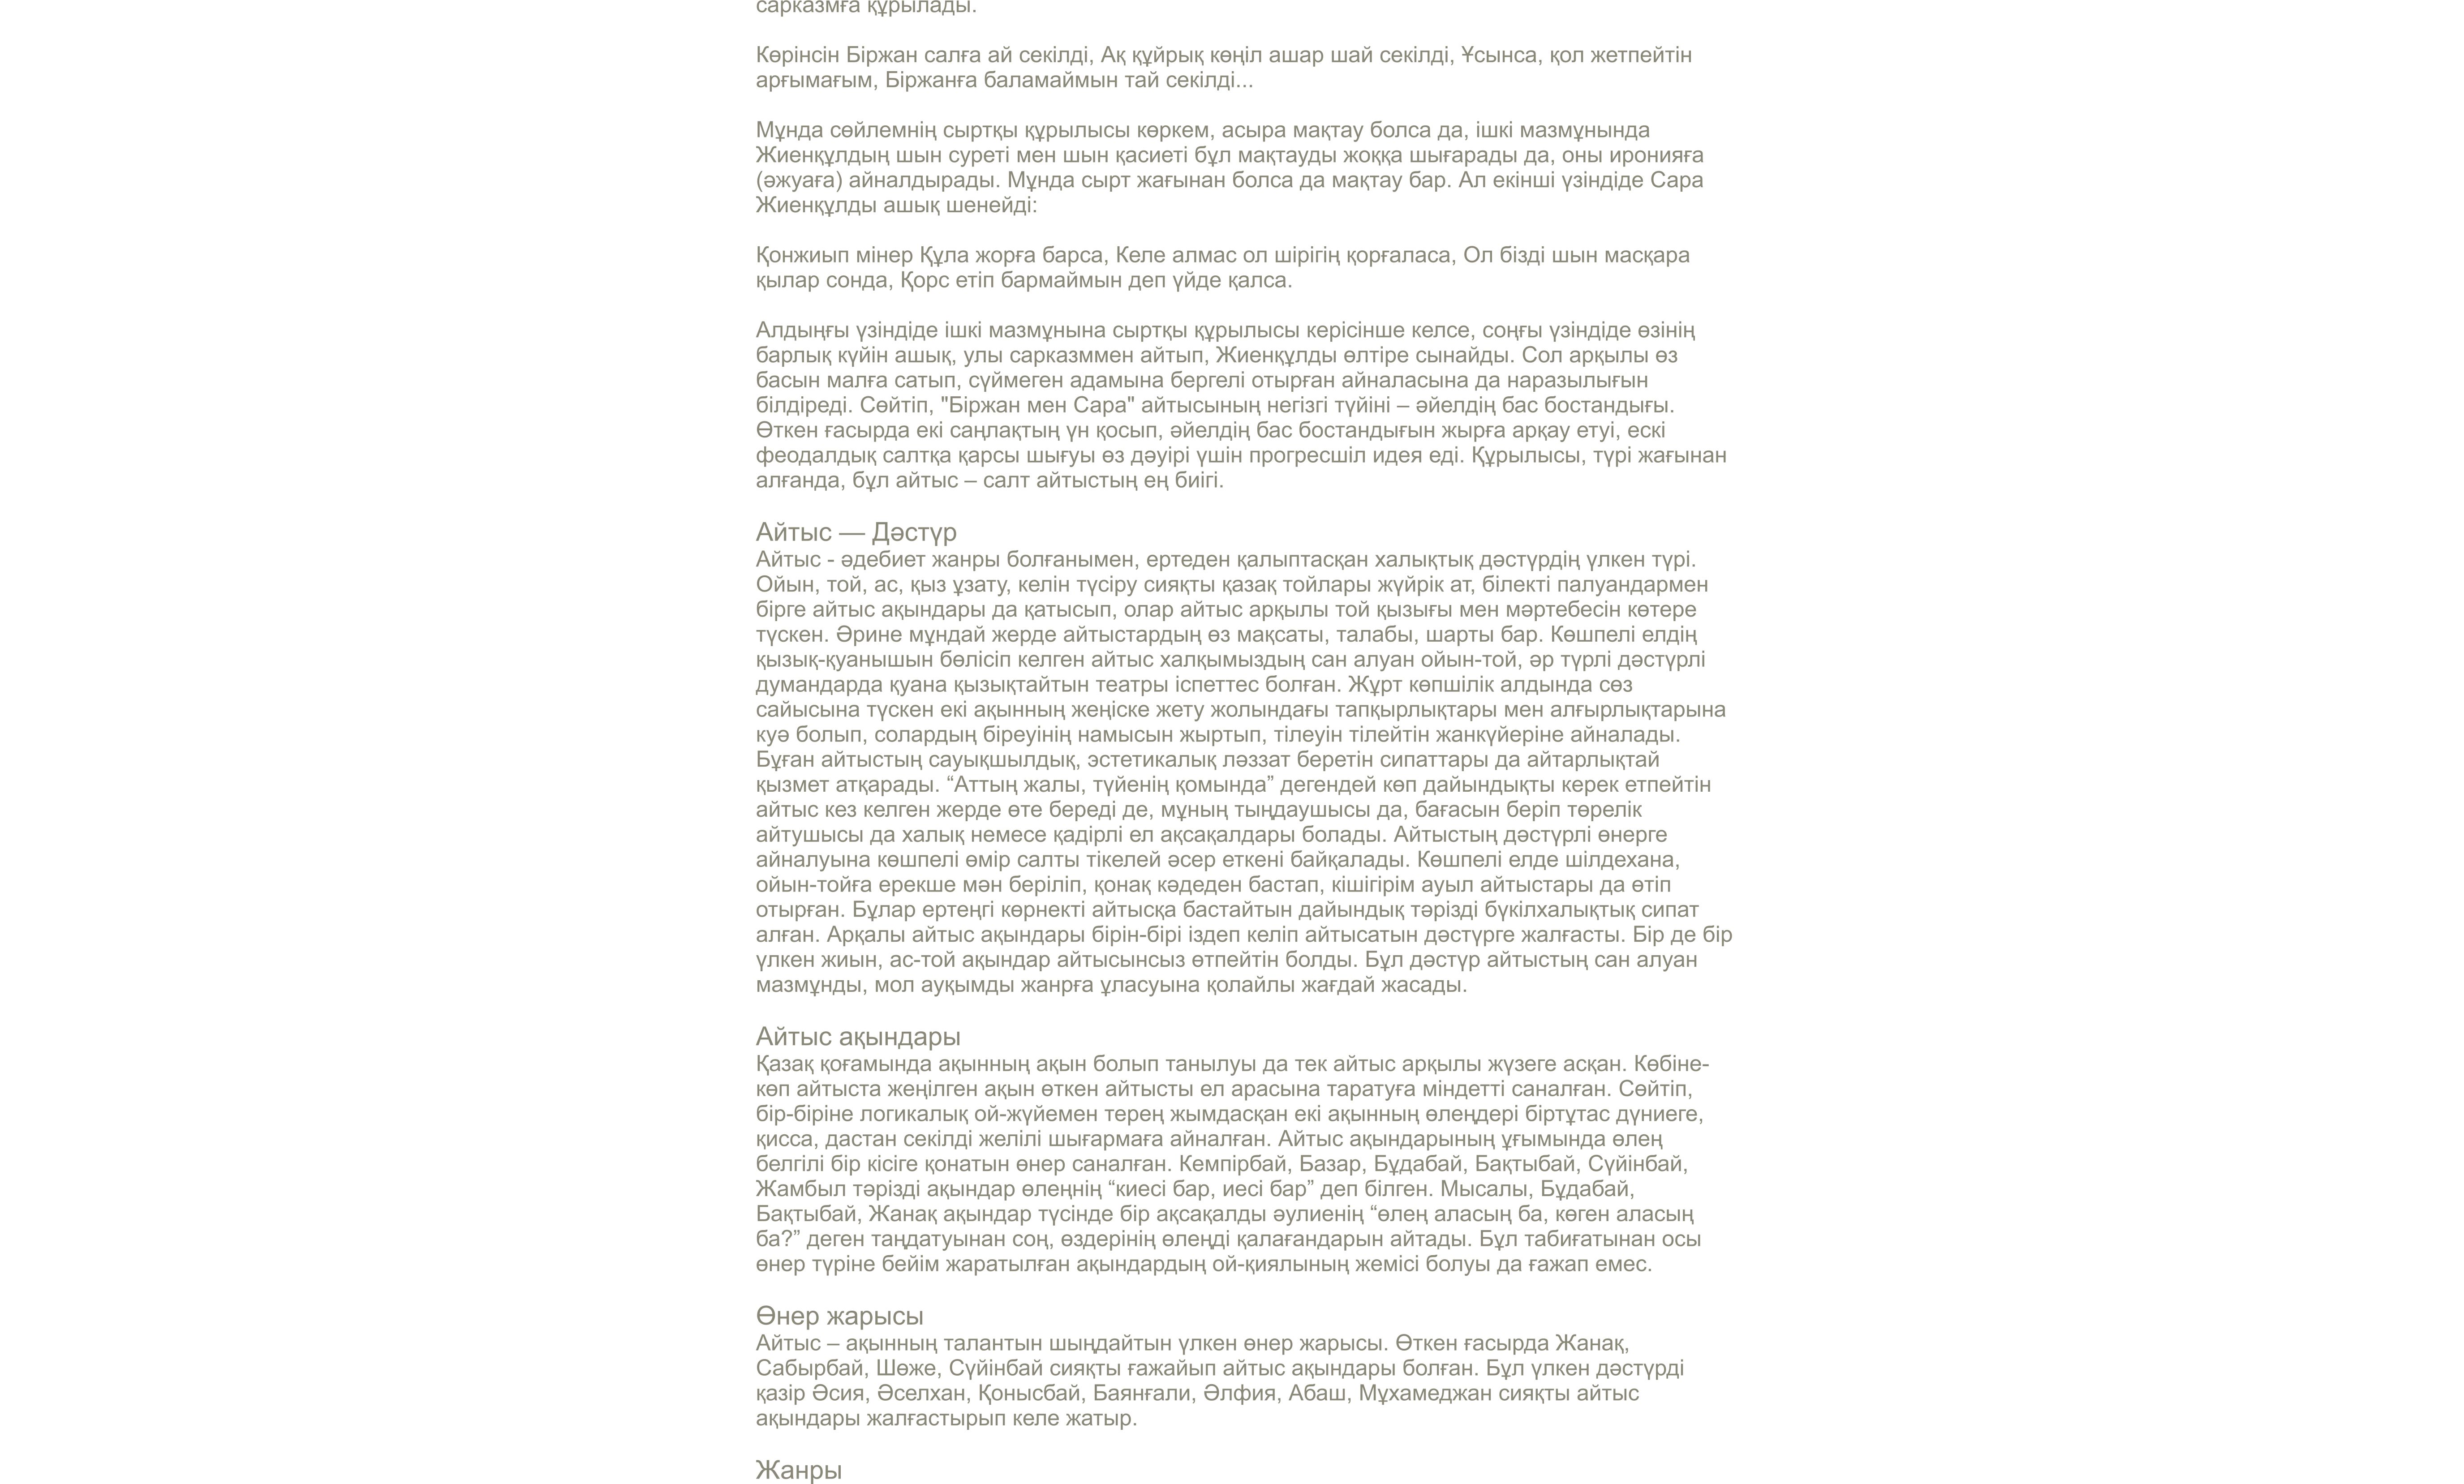 сарказмға құрылады.
Көрінсін Біржан салға ай секілді, Ақ құйрық көңіл ашар шай секілді, Ұсынса, қол жетпейтін
арғымағым, Біржанға баламаймын тай секілді...
Мұнда сөйлемнің сыртқы құрылысы көркем, асыра мақтау болса да, ішкі мазмұнында
Жиенқұлдың шын суреті мен шын қасиеті бұл мақтауды жоққа шығарады да, оны иронияға
(әжуаға) айналдырады. Мұнда сырт жағынан болса да мақтау бар. Ал екінші үзіндіде Сара
Жиенқұлды ашық шенейді:
Қонжиып мінер Құла жорға барса, Келе алмас ол шірігің қорғаласа, Ол бізді шын масқара
қылар сонда, Қорс етіп бармаймын деп үйде қалса.
Алдыңғы үзіндіде ішкі мазмұнына сыртқы құрылысы керісінше келсе, соңғы үзіндіде өзінің
барлық күйін ашық, улы сарказммен айтып, Жиенқұлды өлтіре сынайды. Сол арқылы өз
басын малға сатып, сүймеген адамына бергелі отырған айналасына да наразылығын
білдіреді. Сөйтіп, "Біржан мен Сара" айтысының негізгі түйіні – әйелдің бас бостандығы.
Өткен ғасырда екі саңлақтың үн қосып, әйелдің бас бостандығын жырға арқау етуі, ескі
феодалдық салтқа қарсы шығуы өз дәуірі үшін прогресшіл идея еді. Құрылысы, түрі жағынан
алғанда, бұл айтыс – салт айтыстың ең биігі.
Айтыс — Дәстүр
Айтыс - әдебиет жанры болғанымен, ертеден қалыптасқан халықтық дәстүрдің үлкен түрі.
Ойын, той, ас, қыз ұзату, келін түсіру сияқты қазақ тойлары жүйрік ат, білекті палуандармен
бірге айтыс ақындары да қатысып, олар айтыс арқылы той қызығы мен мәртебесін көтере
түскен. Әрине мұндай жерде айтыстардың өз мақсаты, талабы, шарты бар. Көшпелі елдің
қызық-қуанышын бөлісіп келген айтыс халқымыздың сан алуан ойын-той, әр түрлі дәстүрлі
думандарда қуана қызықтайтын театры іспеттес болған. Жұрт көпшілік алдында сөз
сайысына түскен екі ақынның жеңіске жету жолындағы тапқырлықтары мен алғырлықтарына
куә болып, солардың біреуінің намысын жыртып, тілеуін тілейтін жанкүйеріне айналады.
Бұған айтыстың сауықшылдық, эстетикалық ләззат беретін сипаттары да айтарлықтай
қызмет атқарады. “Аттың жалы, түйенің қомында” дегендей көп дайындықты керек етпейтін
айтыс кез келген жерде өте береді де, мұның тыңдаушысы да, бағасын беріп төрелік
айтушысы да халық немесе қадірлі ел ақсақалдары болады. Айтыстың дәстүрлі өнерге
айналуына көшпелі өмір салты тікелей әсер еткені байқалады. Көшпелі елде шілдехана,
ойын-тойға ерекше мән беріліп, қонақ кәдеден бастап, кішігірім ауыл айтыстары да өтіп
отырған. Бұлар ертеңгі көрнекті айтысқа бастайтын дайындық тәрізді бүкілхалықтық сипат
алған. Арқалы айтыс ақындары бірін-бірі іздеп келіп айтысатын дәстүрге жалғасты. Бір де бір
үлкен жиын, ас-той ақындар айтысынсыз өтпейтін болды. Бұл дәстүр айтыстың сан алуан
мазмұнды, мол ауқымды жанрға ұласуына қолайлы жағдай жасады.
Айтыс ақындары
Қазақ қоғамында ақынның ақын болып танылуы да тек айтыс арқылы жүзеге асқан. Көбіне-
көп айтыста жеңілген ақын өткен айтысты ел арасына таратуға міндетті саналған. Сөйтіп,
бір-біріне логикалық ой-жүйемен терең жымдасқан екі ақынның өлеңдері біртұтас дүниеге,
қисса, дастан секілді желілі шығармаға айналған. Айтыс ақындарының ұғымында өлең
белгілі бір кісіге қонатын өнер саналған. Кемпірбай, Базар, Бұдабай, Бақтыбай, Сүйінбай,
Жамбыл тәрізді ақындар өлеңнің “киесі бар, иесі бар” деп білген. Мысалы, Бұдабай,
Бақтыбай, Жанақ ақындар түсінде бір ақсақалды әулиенің “өлең аласың ба, көген аласың
ба?” деген таңдатуынан соң, өздерінің өлеңді қалағандарын айтады. Бұл табиғатынан осы
өнер түріне бейім жаратылған ақындардың ой-қиялының жемісі болуы да ғажап емес.
Өнер жарысы
Айтыс – ақынның талантын шыңдайтын үлкен өнер жарысы. Өткен ғасырда Жанақ,
Сабырбай, Шөже, Сүйінбай сияқты ғажайып айтыс ақындары болған. Бұл үлкен дәстүрді
қазір Әсия, Әселхан, Қонысбай, Баянғали, Әлфия, Абаш, Мұхамеджан сияқты айтыс
ақындары жалғастырып келе жатыр.
Жанры